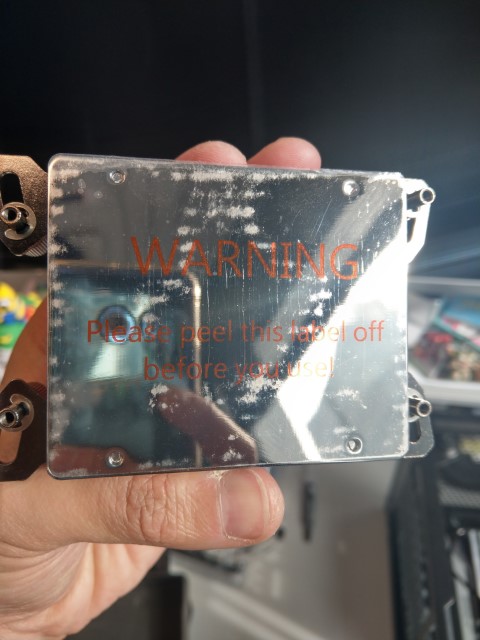 WARNING
Please peel this label off
before you use!